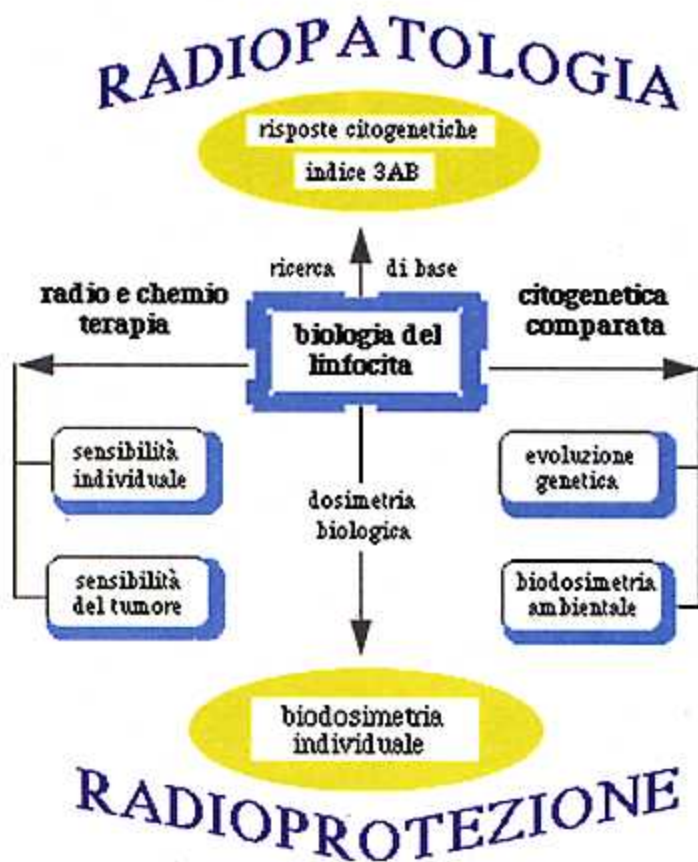 RADIOPATOLOGIA
risposte citogenetiche
indice 3AB
ricerca di base
radio e chemio
terapia
biologia del
linfocita
citogenetica
comparata
sensibilità
individuale
sensibilità
del tumore
dosimetria
biologica
evoluzione
genetica
biodosimetria
ambientale
biodosimetria
individuale
RADIOPROTEZIONE